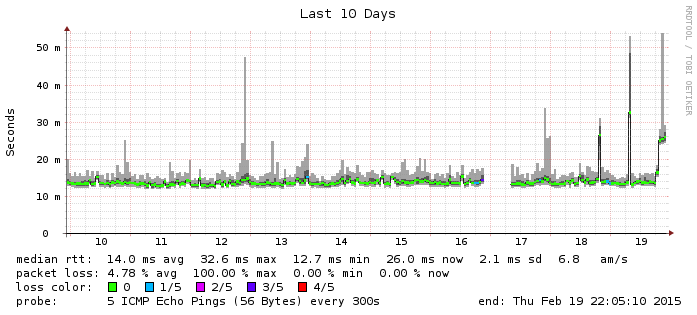 Last 10 Days
RRDTOOL / TOBI OETIKER
Seconds
50 m
40 m
30 m
20 m
10 m
0
10 11 12 13 14 15 16 17 18 19
median rtt: 14.0 ms avg 32.6 ms max 12.7 ms min 26.0 ms now 2.1 ms sd 6.8 am/s
packet loss: 4.78 % avg 100.00 % max 0.00 % min 0.00 % now
loss color: 0 1/5 2/5 3/5 4/5
probe: 5 ICMP Echo Pings (56 Bytes) every 300s end: Thu Feb 19 22:05:10 2015